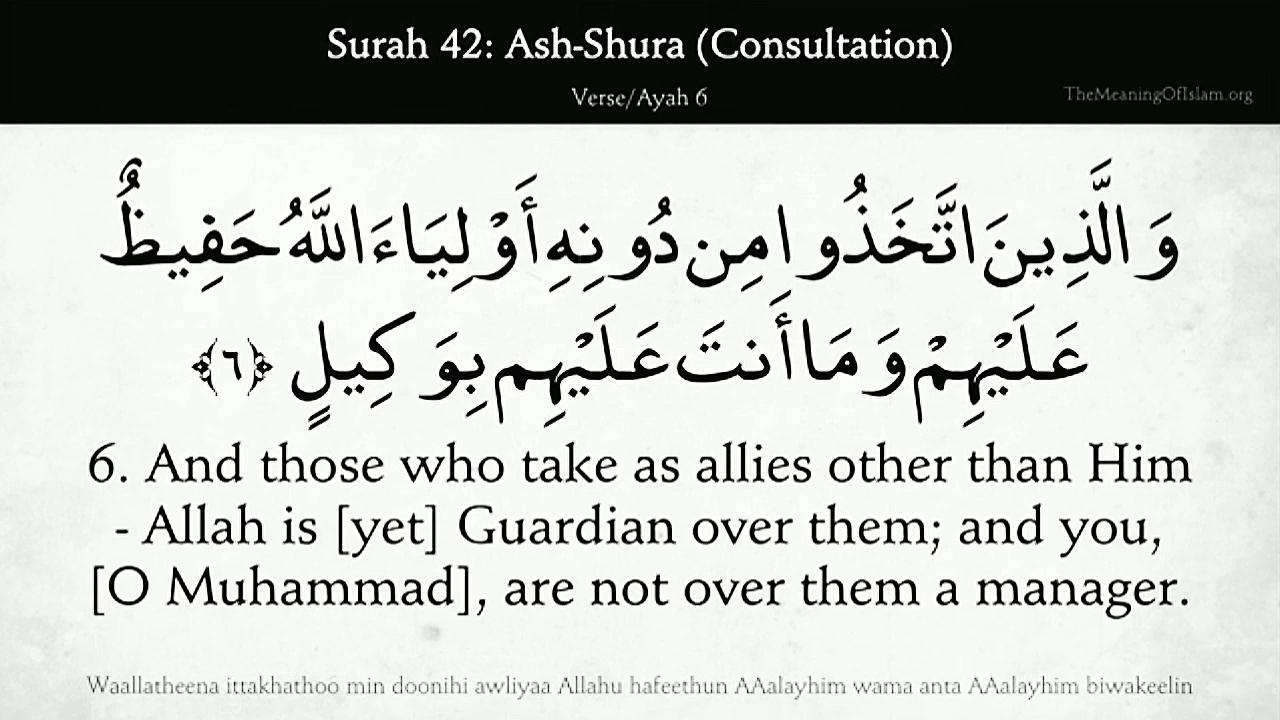 Surah 42: Ash-Shura (Consultation)
Verse/Ayah 6
TheMeaningOfIslam.org
وَالَّذِينَ اتَّخَذُوا مِن دُونِهِ أَوْلِيَاءَ اللَّهُ حَفِيظٌ
عَلَيْهِمْ وَمَا أَنتَ عَلَيْهِم بِوَكِيلٍ ﴿٦﴾
6. And those who take as allies other than Him
- Allah is [yet] Guardian over them; and you,
[O Muhammad], are not over them a manager.
Waallatheena ittakhathoo min doonihi awliyaa Allahu hafeethun AAalayhim wama anta AAalayhim biwakeelin